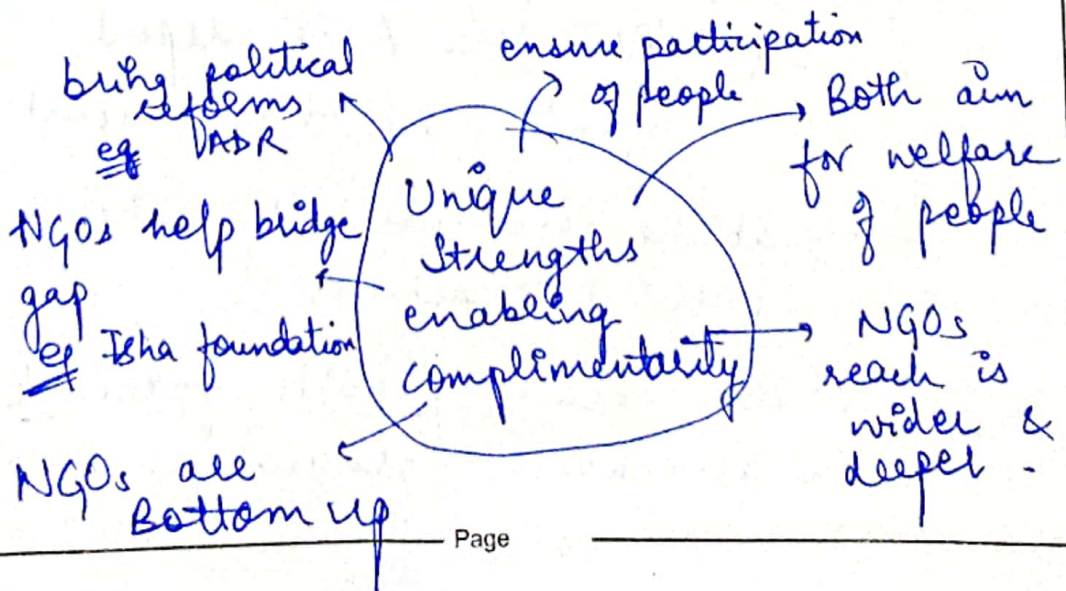 bring political
reforms
eg ADR
ensure participation
of people
Both aim
for welfare
of people
NGOs help bridge
gap
eg Isha foundation
Unique
Strengths
enabling
complimentarity
NGOs
reach is
wider &
deeper.
NGOs are
Bottom up
Page